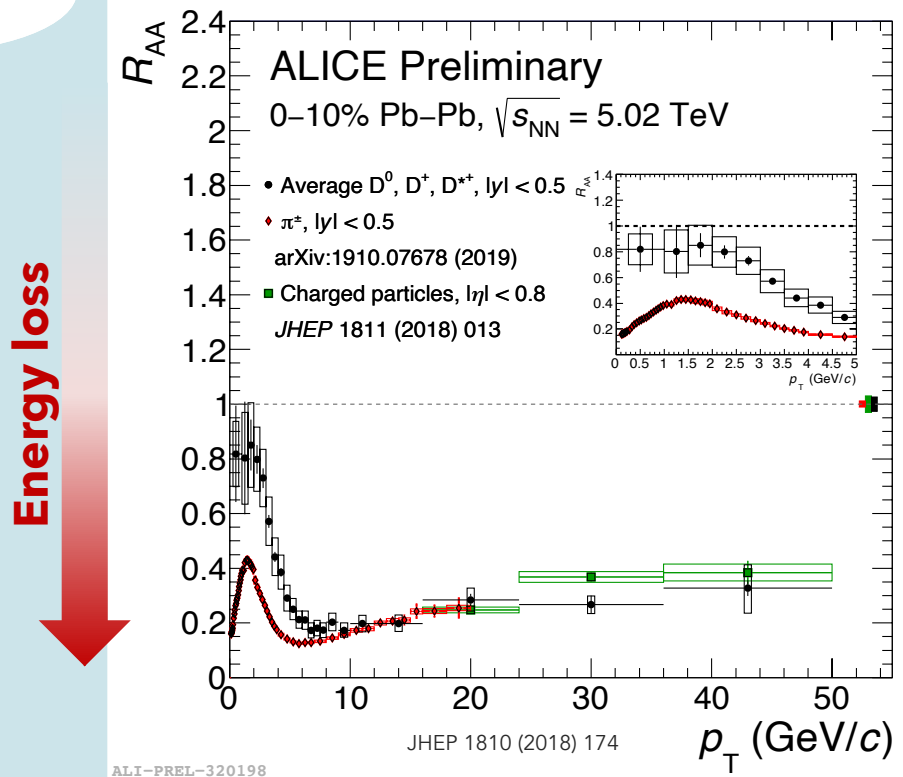 Energy loss
R_AA
ALICE Preliminary
0−10% Pb−Pb, √s_NN = 5.02 TeV
Average D⁰, D⁺, D*⁺, |y| < 0.5
π±, |y| < 0.5
arXiv:1910.07678 (2019)
Charged particles, |η| < 0.8
JHEP 1811 (2018) 013
2.4
2.2
2
1.8
1.6
1.4
1.2
1
0.8
0.6
0.4
0.2
0
0 10 20 30 40 50
p_T (GeV/c)
R_AA
1.4
1.2
1
0.8
0.6
0.4
0.2
0 0.5 1 1.5 2 2.5 3 3.5 4 4.5 5
p_T (GeV/c)
JHEP 1810 (2018) 174
ALI−PREL−320198